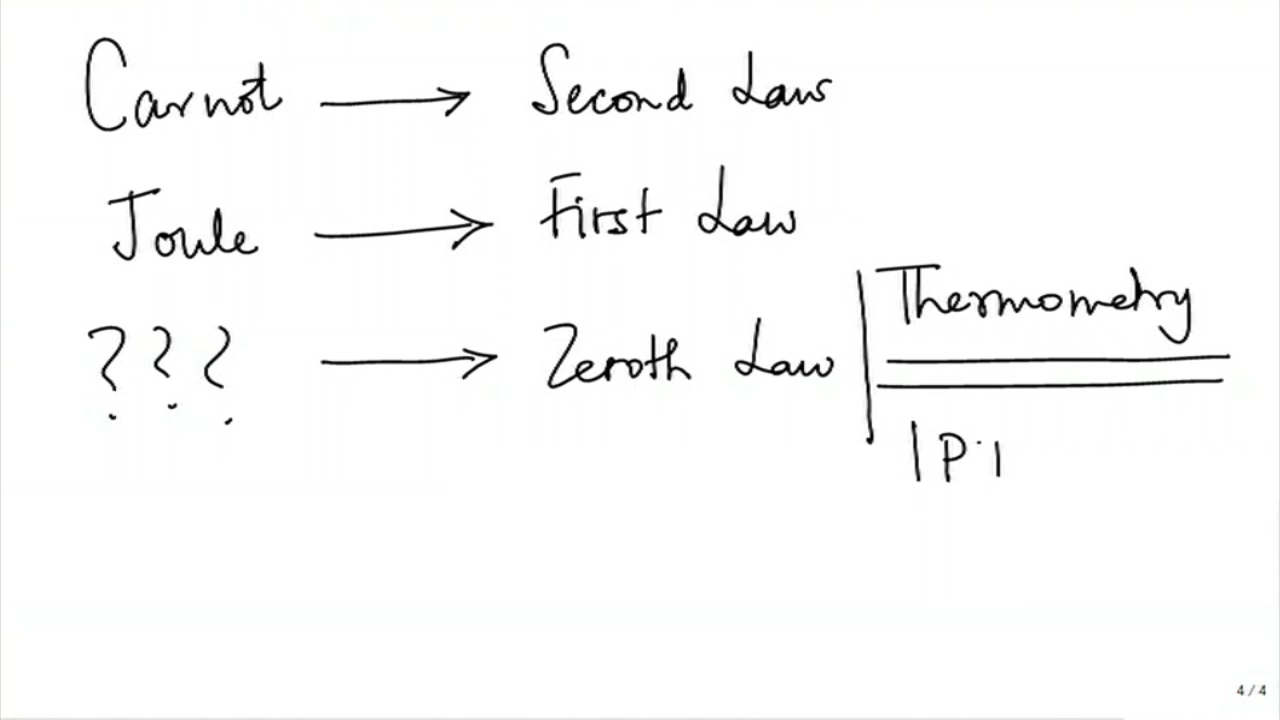 Carnot → Second Law
Joule → First Law
??? → Zeroth Law
Thermometry
4 / 4